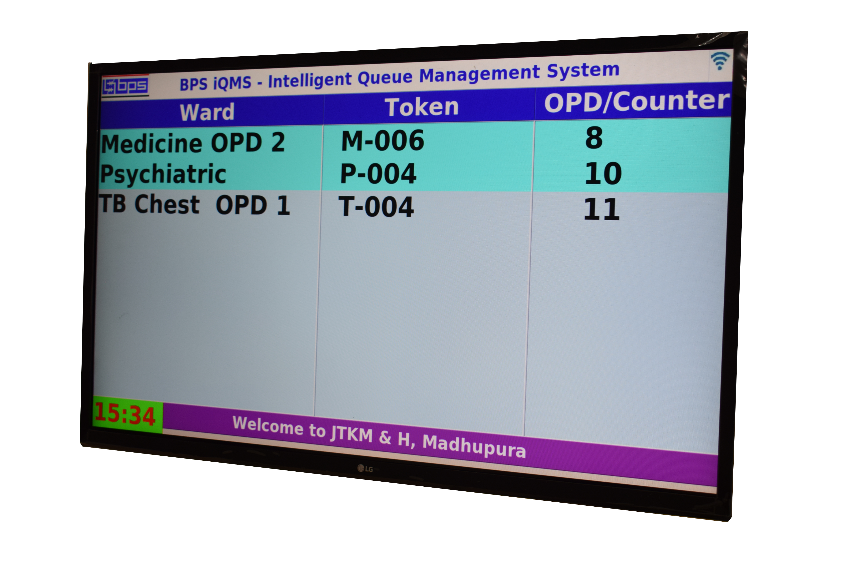 bps BPS iQMS - Intelligent Queue Management System
Ward Token OPD/Counter
Medicine OPD 2 M-006 8
Psychiatric P-004 10
TB Chest OPD 1 T-004 11
15:34 Welcome to JTKM & H, Madhupura
LG